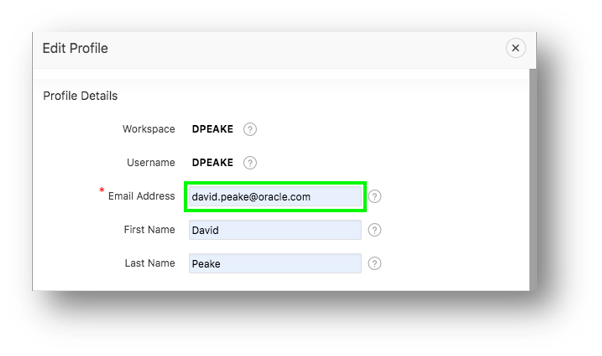 Edit Profile
Profile Details
Workspace DPEAKE ?
Username DPEAKE ?
* Email Address david.peake@oracle.com ?
First Name David ?
Last Name Peake ?